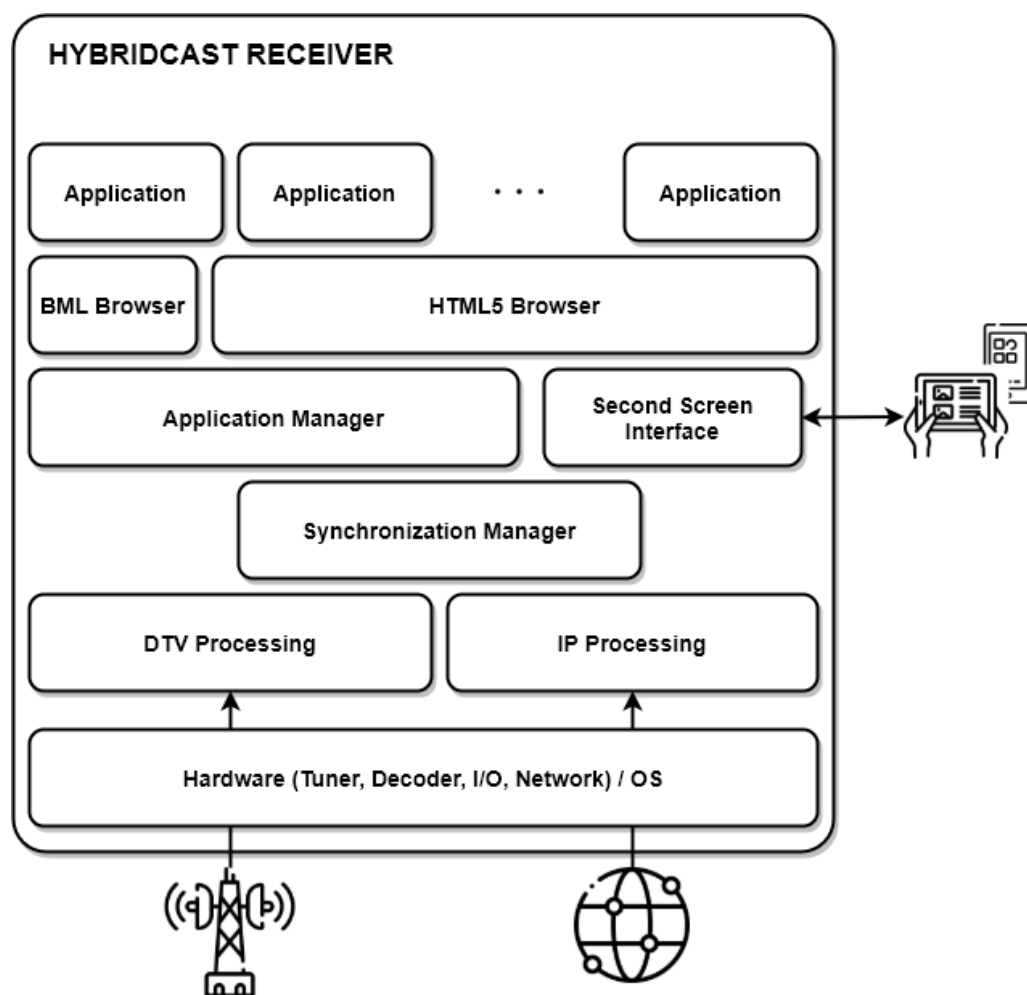 HYBRIDCAST RECEIVER
Application
Application
. . .
Application
BML Browser
HTML5 Browser
Application Manager
Second Screen
Interface
Synchronization Manager
DTV Processing
IP Processing
Hardware (Tuner, Decoder, I/O, Network) / OS